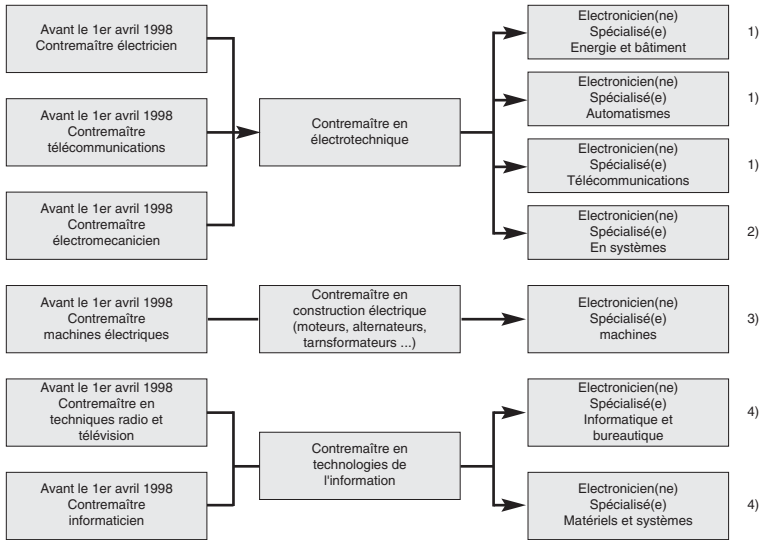 Avant le 1er avril 1998
Contremaître électricien
Avant le 1er avril 1998
Contremaître
télécommunications
Avant le 1er avril 1998
Contremaître
électromecanicien
Contremaître en
électrotechnique
Electronicien(ne)
Spécialisé(e)
Energie et bâtiment
1)
Electronicien(ne)
Spécialisé(e)
Automatismes
1)
Electronicien(ne)
Spécialisé(e)
Télécommunications
1)
Electronicien(ne)
Spécialisé(e)
En systèmes
2)
Avant le 1er avril 1998
Contremaître
machines électriques
Contremaître en
construction électrique
(moteurs, alternateurs,
tarnsformateurs ...)
Electronicien(ne)
Spécialisé(e)
machines
3)
Avant le 1er avril 1998
Contremaître en
techniques radio et
télévision
Avant le 1er avril 1998
Contremaître
informaticien
Contremaître en
technologies de
l'information
Electronicien(ne)
Spécialisé(e)
Informatique et
bureautique
4)
Electronicien(ne)
Spécialisé(e)
Matériels et systèmes
4)